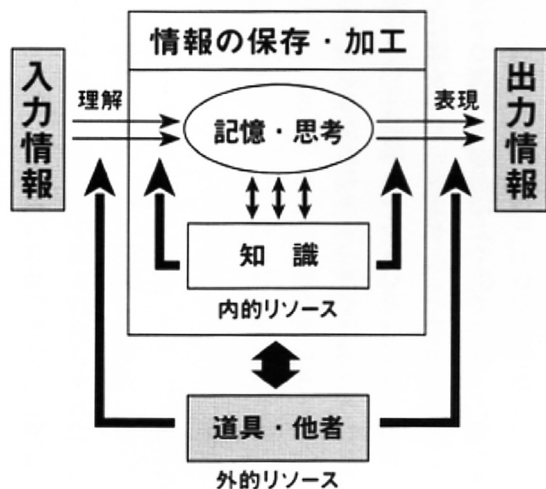 情報の保存・加工
入力情報
理解
記憶・思考
表現
出力情報
知識
内的リソース
道具・他者
外的リソース